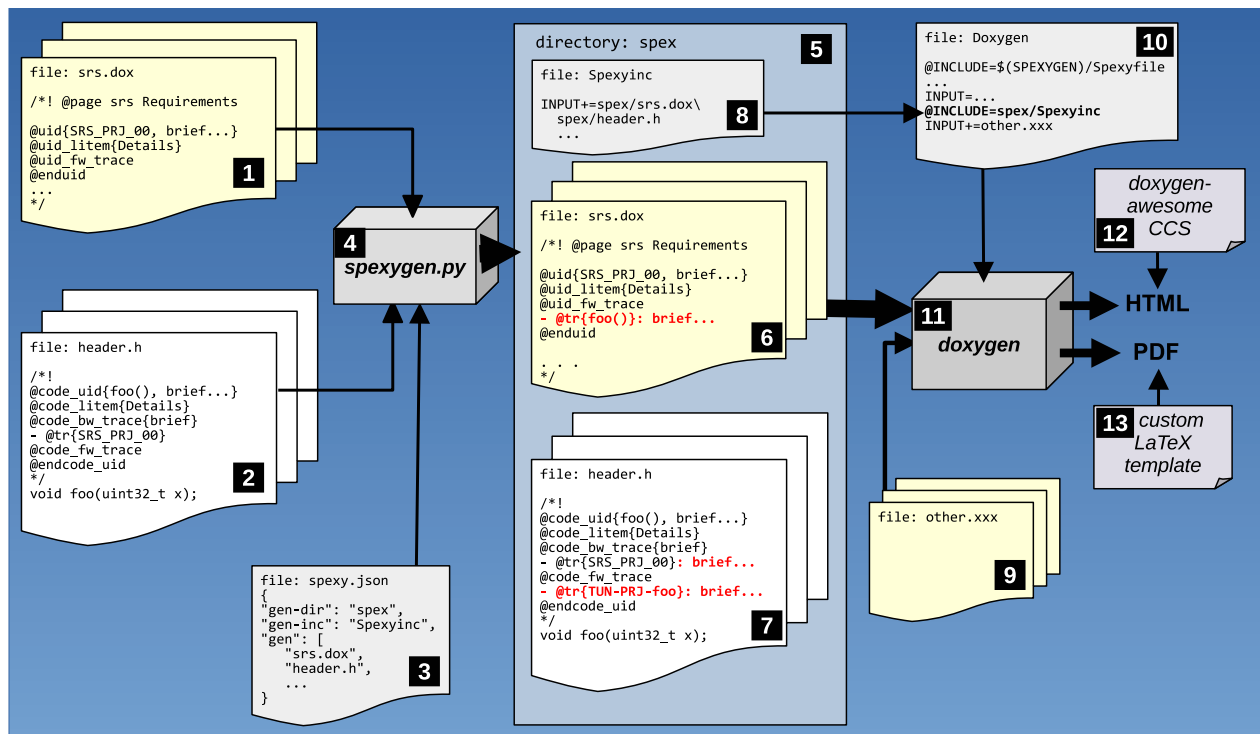 file: srs.dox
/*! @page srs Requirements
@uid{SRS_PRJ_00, brief...}
@uid_litem{Details}
@uid_fw_trace
@enduid
...
*/
1
file: header.h
/*!
@code_uid{foo(), brief...}
@code_litem{Details}
@code_bw_trace{brief}
- @tr{SRS_PRJ_00}
@code_fw_trace
@endcode_uid
*/
void foo(uint32_t x);
2
file: spexy.json
{
"gen-dir": "spex",
"gen-inc": "Spexyinc",
"gen": [
"srs.dox",
"header.h",
...
}
3
4
spexygen.py
directory: spex
5
file: Spexyinc
INPUT+=spex/srs.dox\
spex/header.h
...
8
file: srs.dox
/*! @page srs Requirements
@uid{SRS_PRJ_00, brief...}
@uid_litem{Details}
@uid_fw_trace
- @tr{foo()}: brief...
@enduid
. . .
*/
6
file: header.h
/*!
@code_uid{foo(), brief...}
@code_litem{Details}
@code_bw_trace{brief}
- @tr{SRS_PRJ_00}: brief...
@code_fw_trace
- @tr{TUN-PRJ-foo}: brief...
@endcode_uid
*/
void foo(uint32_t x);
7
file: Doxygen
10
@INCLUDE=$(SPEXYGEN)/Spexyfile
...
INPUT=...
@INCLUDE=spex/Spexyinc
INPUT+=other.xxx
doxygen-
awesome
CCS
12
11
doxygen
HTML
PDF
13
custom
LaTeX
template
file: other.xxx
9